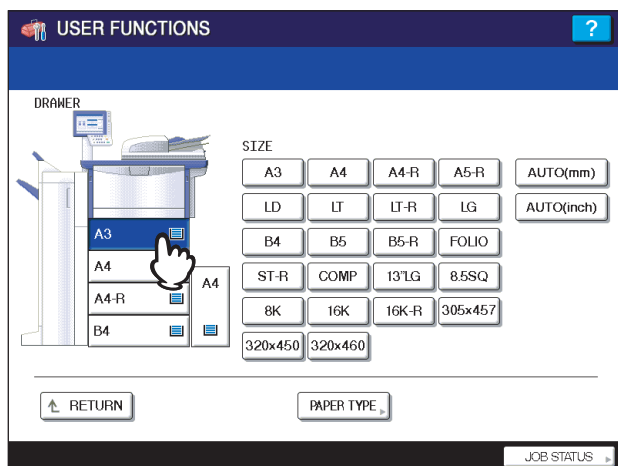 USER FUNCTIONS
?
DRAWER
SIZE
A3 A4 A4-R A5-R AUTO(mm)
LD LT LT-R LG AUTO(inch)
A3 B4 B5 B5-R FOLIO
A4 A4 ST-R COMP 13"LG 8.5SQ
A4-R 8K 16K 16K-R 305x457
B4 320x450 320x460
RETURN PAPER TYPE
JOB STATUS